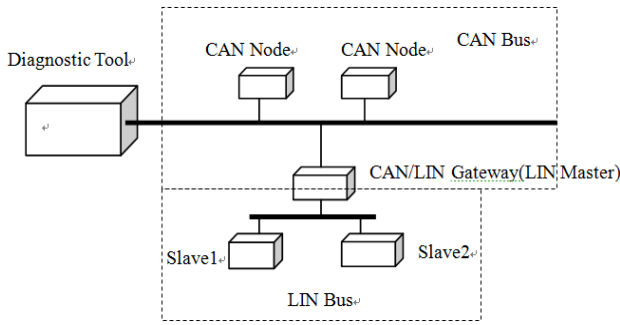 Diagnostic Tool
CAN Node
CAN Node
CAN Bus
CAN/LIN Gateway(LIN Master)
Slave1
Slave2
LIN Bus